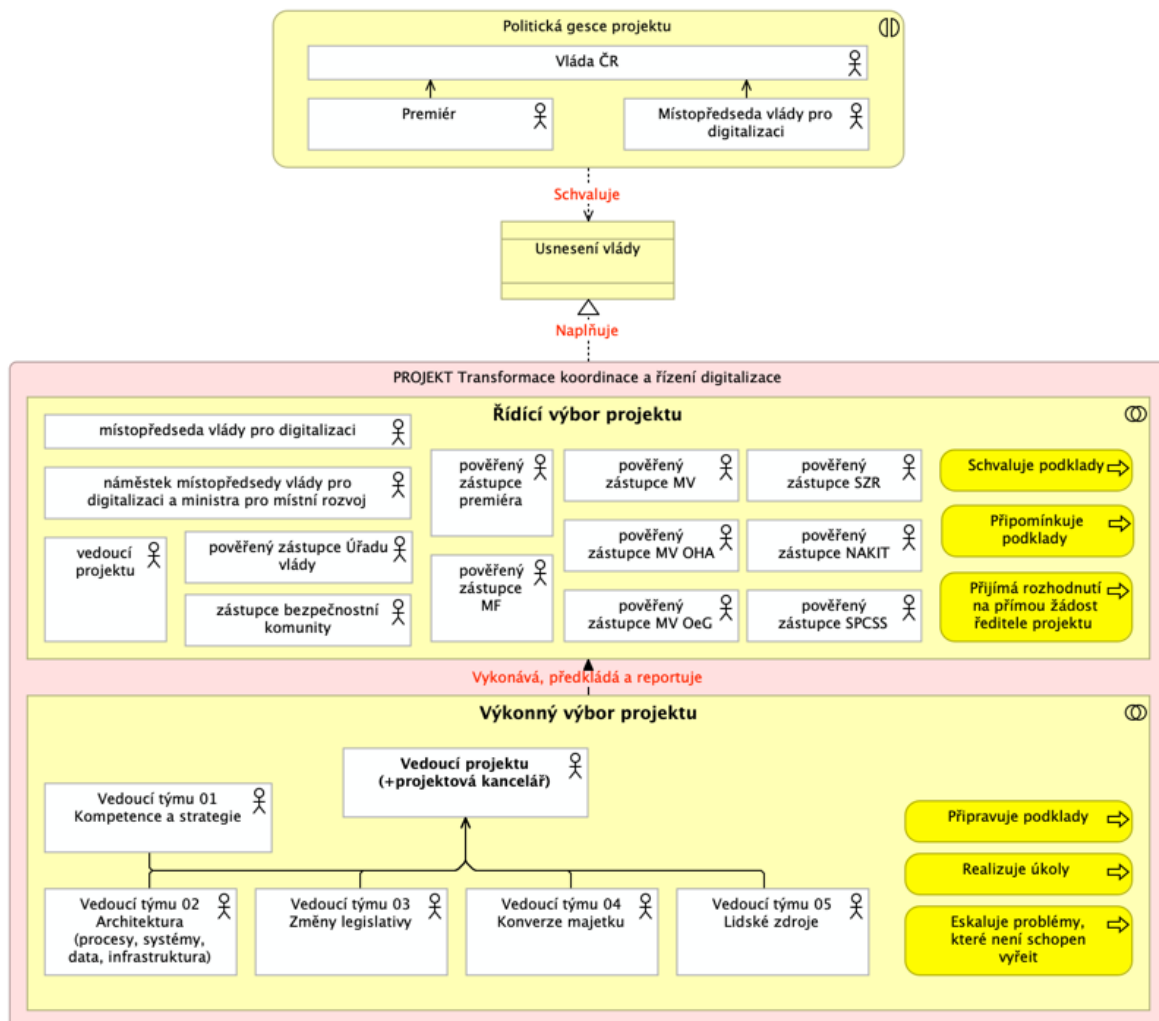 Politická gesce projektu
Vláda ČR
Premiér
Místopředseda vlády pro
digitalizaci
Schvaluje
Usnesení vlády
Naplňuje
PROJEKT Transformace koordinace a řízení digitalizace
Řídící výbor projektu
místopředseda vlády pro digitalizaci
náměstek místopředsedy vlády pro
digitalizaci a ministra pro místní rozvoj
vedoucí
projektu
pověřený zástupce Úřadu
vlády
zástupce bezpečnostní
komunity
pověřený
zástupce
premiéra
pověřený
zástupce
MF
pověřený
zástupce MV
pověřený
zástupce MV OHA
pověřený
zástupce MV OeG
pověřený
zástupce SZR
pověřený
zástupce NAKIT
pověřený
zástupce SPCSS
Schvaluje podklady
Připomínkuje
podklady
Přijímá rozhodnutí
na přímou žádost
ředitele projektu
Vykonává, předkládá a reportuje
Výkonný výbor projektu
Vedoucí projektu
(+projektová kancelář)
Vedoucí týmu 01
Kompetence a strategie
Vedoucí týmu 02
Architektura
(procesy, systémy,
data, infrastruktura)
Vedoucí týmu 03
Změny legislativy
Vedoucí týmu 04
Konverze majetku
Vedoucí týmu 05
Lidské zdroje
Připravuje podklady
Realizuje úkoly
Eskaluje problémy,
které není schopen
vyřeit